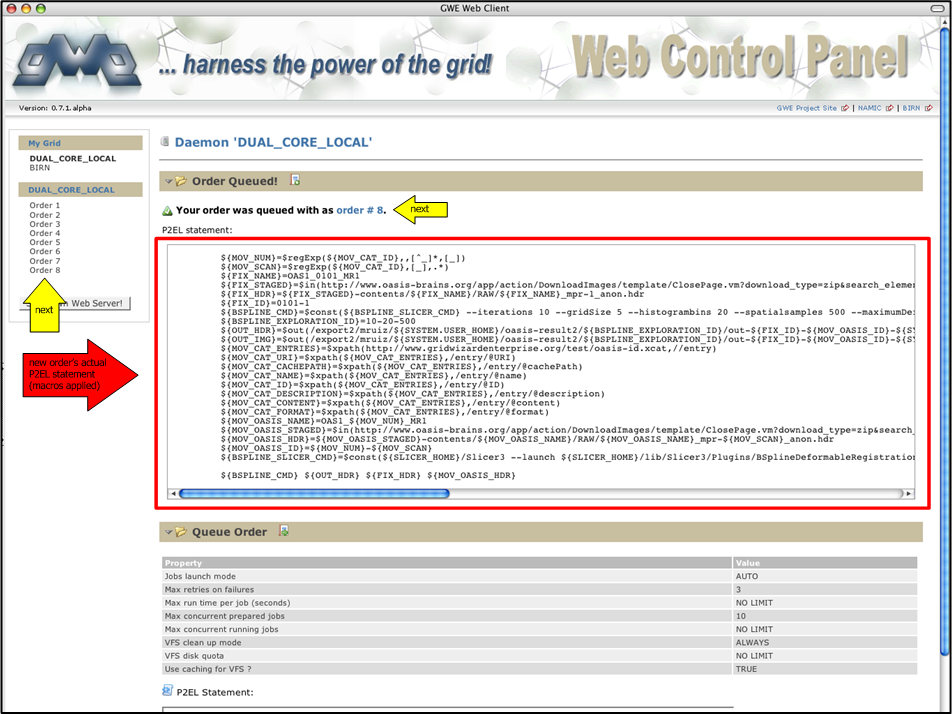 GWE Web Client
gwe ... harness the power of the grid! Web Control Panel
Version: 0.7.1.alpha
GWE Project Site | NAMIC | BIRN
My Grid
DUAL_CORE_LOCAL
BIRN
DUAL_CORE_LOCAL
Order 1
Order 2
Order 3
Order 4
Order 5
Order 6
Order 7
Order 8
Web Server!
next
new order's actual
P2EL statement
(macros applied)
Daemon 'DUAL_CORE_LOCAL'
Order Queued!
Your order was queued with as order # 8.
next
P2EL statement:
${MOV_NUM}=$regExp(${MOV_CAT_ID},,[^_]*,[_])
${MOV_SCAN}=$regExp(${MOV_CAT_ID},[_],.*)
${FIX_NAME}=OAS1_0101_MR1
${FIX_STAGED}=$in(http://www.oasis-brains.org/app/action/DownloadImages/template/ClosePage.vm?download_type=zip&search_eleme
${FIX_HDR}=${FIX_STAGED}-contents/${FIX_NAME}/RAW/${FIX_NAME}_mpr-1_anon.hdr
${FIX_ID}=0101-1
${BSPLINE_CMD}=$const(${BSPLINE_SLICER_CMD} --iterations 10 --gridSize 5 --histogrambins 20 --spatialsamples 500 --maximumDe
${BSPLINE_EXPLORATION_ID}=10-20-500
${OUT_HDR}=$out(/export2/mruiz/${SYSTEM.USER_HOME}/oasis-result2/${BSPLINE_EXPLORATION_ID}/out-${FIX_ID}-${MOV_OASIS_ID}-${SY
${OUT_IMG}=$out(/export2/mruiz/${SYSTEM.USER_HOME}/oasis-result2/${BSPLINE_EXPLORATION_ID}/out-${FIX_ID}-${MOV_OASIS_ID}-${SY
${MOV_CAT_ENTRIES}=$xpath(http://www.gridwizardenterprise.org/test/oasis-id.xcat,//entry)
${MOV_CAT_URI}=$xpath(${MOV_CAT_ENTRIES},/entry/@URI)
${MOV_CAT_CACHEPATH}=$xpath(${MOV_CAT_ENTRIES},/entry/@cachePath)
${MOV_CAT_NAME}=$xpath(${MOV_CAT_ENTRIES},/entry/@name)
${MOV_CAT_ID}=$xpath(${MOV_CAT_ENTRIES},/entry/@ID)
${MOV_CAT_DESCRIPTION}=$xpath(${MOV_CAT_ENTRIES},/entry/@description)
${MOV_CAT_CONTENT}=$xpath(${MOV_CAT_ENTRIES},/entry/@content)
${MOV_CAT_FORMAT}=$xpath(${MOV_CAT_ENTRIES},/entry/@format)
${MOV_OASIS_NAME}=OAS1_${MOV_NUM}_MR1
${MOV_OASIS_STAGED}=$in(http://www.oasis-brains.org/app/action/DownloadImages/template/ClosePage.vm?download_type=zip&search_
${MOV_OASIS_HDR}=${MOV_OASIS_STAGED}-contents/${MOV_OASIS_NAME}/RAW/${MOV_OASIS_NAME}_mpr-${MOV_SCAN}_anon.hdr
${MOV_OASIS_ID}=${MOV_NUM}-${MOV_SCAN}
${BSPLINE_SLICER_CMD}=$const(${SLICER_HOME}/Slicer3 --launch ${SLICER_HOME}/lib/Slicer3/Plugins/BSplineDeformableRegistration
${BSPLINE_CMD} ${OUT_HDR} ${FIX_HDR} ${MOV_OASIS_HDR}
Queue Order
Property Value
Jobs launch mode AUTO
Max retries on failures 3
Max run time per job (seconds) NO LIMIT
Max concurrent prepared jobs 10
Max concurrent running jobs NO LIMIT
VFS clean up mode ALWAYS
VFS disk quota NO LIMIT
Use caching for VFS ? TRUE
P2EL Statement: